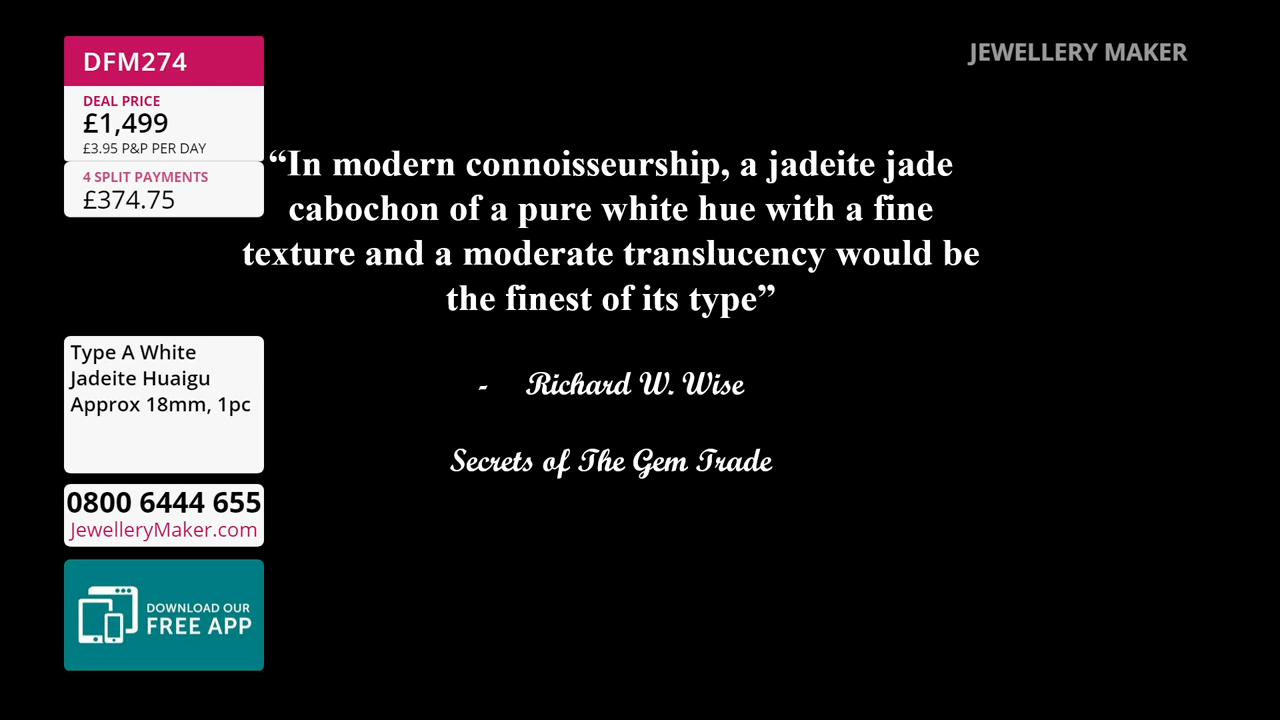 DFM274
DEAL PRICE
£1,499
£3.95 P&P PER DAY
4 SPLIT PAYMENTS
£374.75
JEWELLERY MAKER
“In modern connoisseurship, a jadeite jade
cabochon of a pure white hue with a fine
texture and a moderate translucency would be
the finest of its type”
- Richard W. Wise
Secrets of The Gem Trade
Type A White
Jadeite Huaigu
Approx 18mm, 1pc
0800 6444 655
JewelleryMaker.com
DOWNLOAD OUR
FREE APP